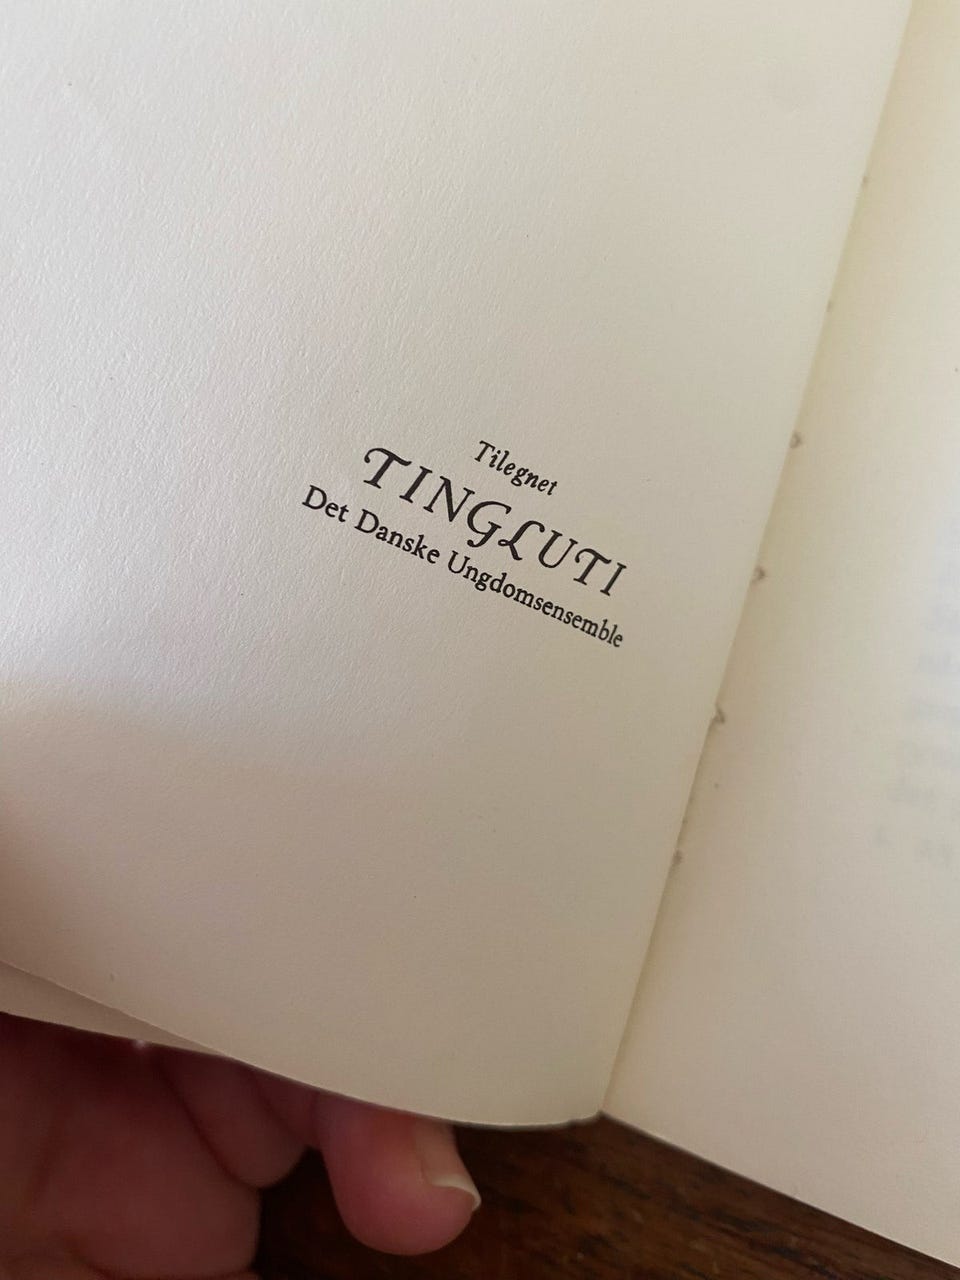 Tilegnet
TINGLUTI
Det Danske Ungdomsensemble